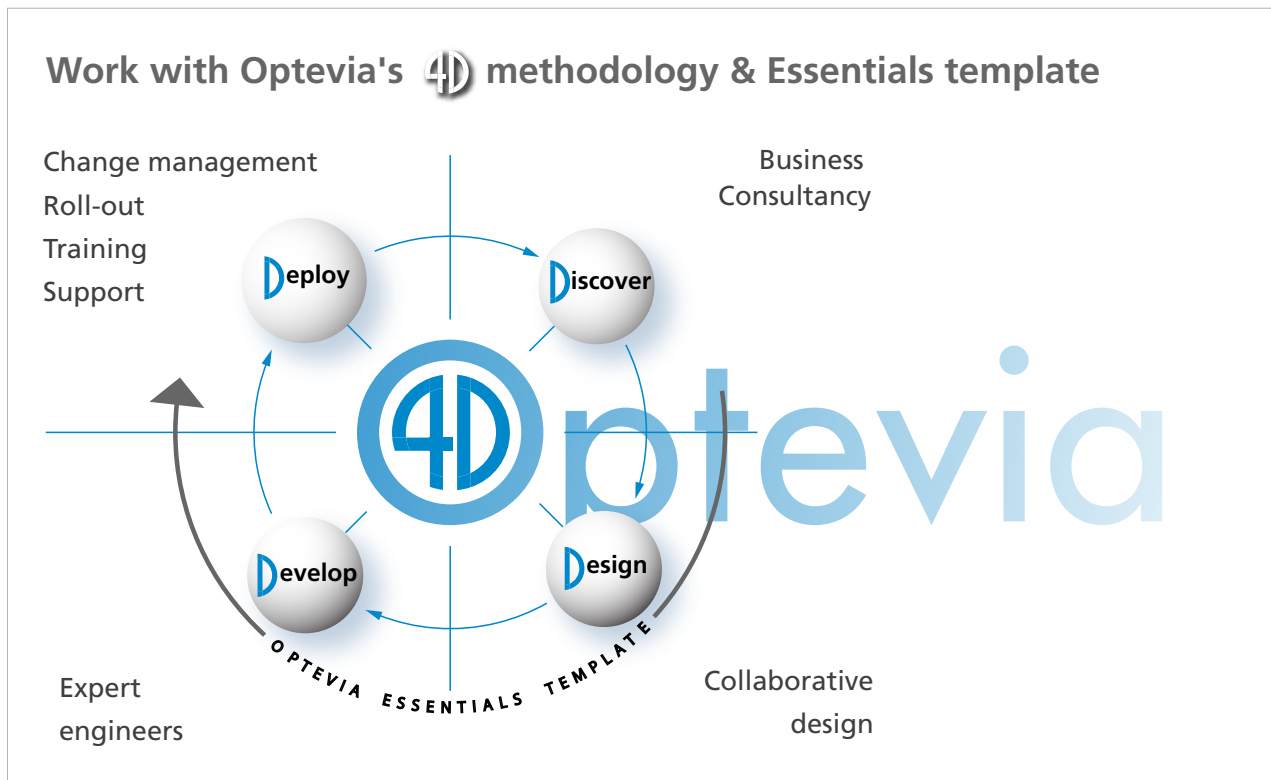 Work with Optevia's 4D methodology & Essentials template
Change management
Roll-out
Training
Support
Business
Consultancy
Deploy
Discover
4D
Optevia
Develop
Design
OPTEVIA ESSENTIALS TEMPLATE
Expert
engineers
Collaborative
design